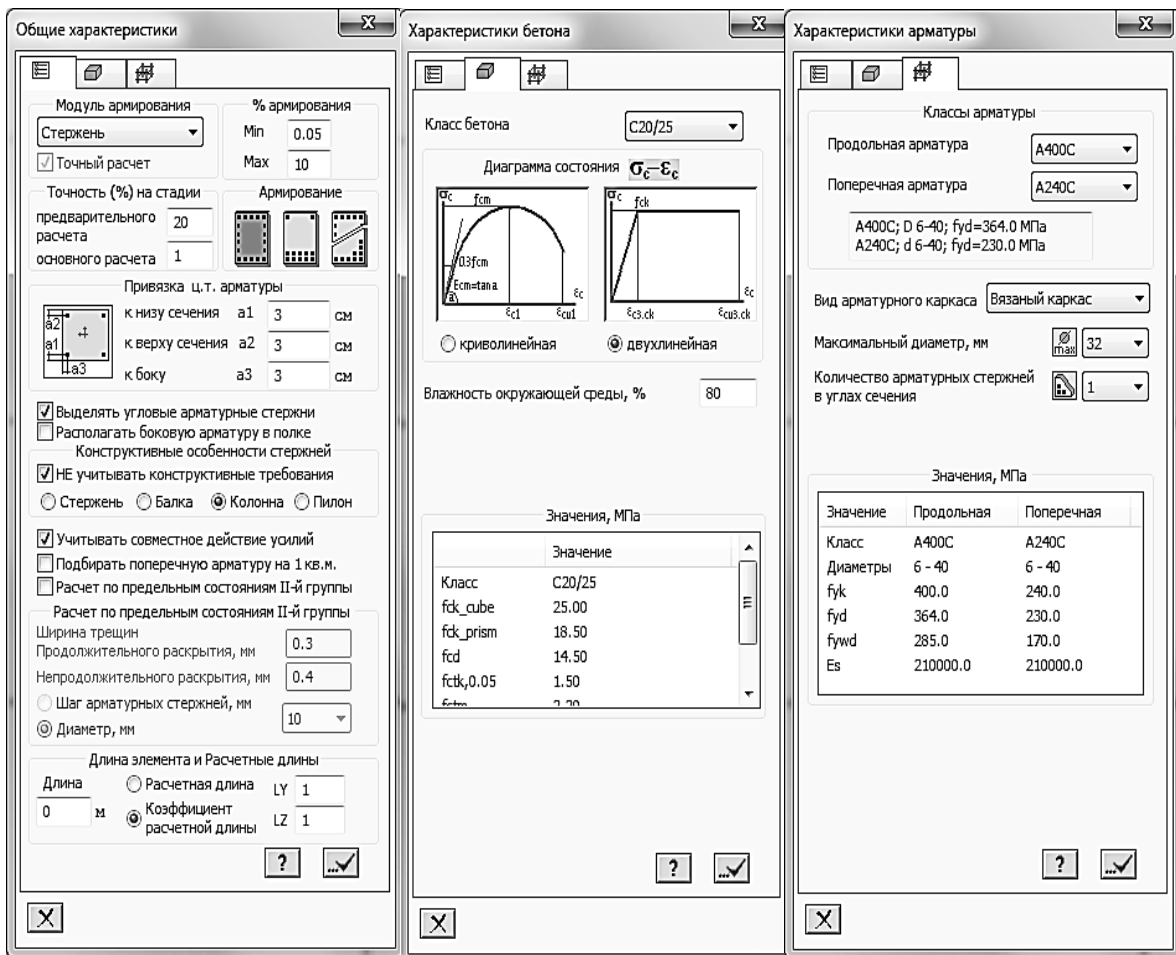 Общие характеристики
Модуль армирования
% армирования
Стержень
Min 0.05
Точный расчет
Max 10
Точность (%) на стадии
Армирование
предварительного
расчета
20
основного расчета 1
Привязка ц.т. арматуры
к низу сечения a1 3 см
к верху сечения a2 3 см
к боку a3 3 см
a2
a1
a3
Выделять угловые арматурные стержни
Располагать боковую арматуру в полке
Конструктивные особенности стержней
НЕ учитывать конструктивные требования
Стержень Балка Колонна Пилон
Учитывать совместное действие усилий
Подбирать поперечную арматуру на 1 кв.м.
Расчет по предельным состояниям II-й группы
Расчет по предельным состояниям II-й группы
Ширина трещин
Продолжительного раскрытия, мм 0.3
Непродолжительного раскрытия, мм 0.4
Шаг арматурных стержней, мм
Диаметр, мм
10
Длина элемента и Расчетные длины
Длина
Расчетная длина LY 1
0 м
Коэффициент
расчетной длины LZ 1
?
Характеристики бетона
Класс бетона C20/25
Диаграмма состояния σc-εc
σc fcm
0.3fcm
Ecm=tan a
a
εc
εc1 εcu1
σc fck
εc
εc3.ck εcu3.ck
криволинейная двухлинейная
Влажность окружающей среды, % 80
Значения, МПа
Значение
Класс C20/25
fck_cube 25.00
fck_prism 18.50
fcd 14.50
fctk,0.05 1.50
?
Характеристики арматуры
Классы арматуры
Продольная арматура A400C
Поперечная арматура A240C
A400C; D 6-40; fyd=364.0 МПа
A240C; d 6-40; fyd=230.0 МПа
Вид арматурного каркаса Вязаный каркас
Максимальный диаметр, мм Ø max 32
Количество арматурных стержней
в углах сечения
1
Значения, МПа
Значение Продольная Поперечная
Класс A400C A240C
Диаметры 6 - 40 6 - 40
fyk 400.0 240.0
fyd 364.0 230.0
fywd 285.0 170.0
Es 210000.0 210000.0
?